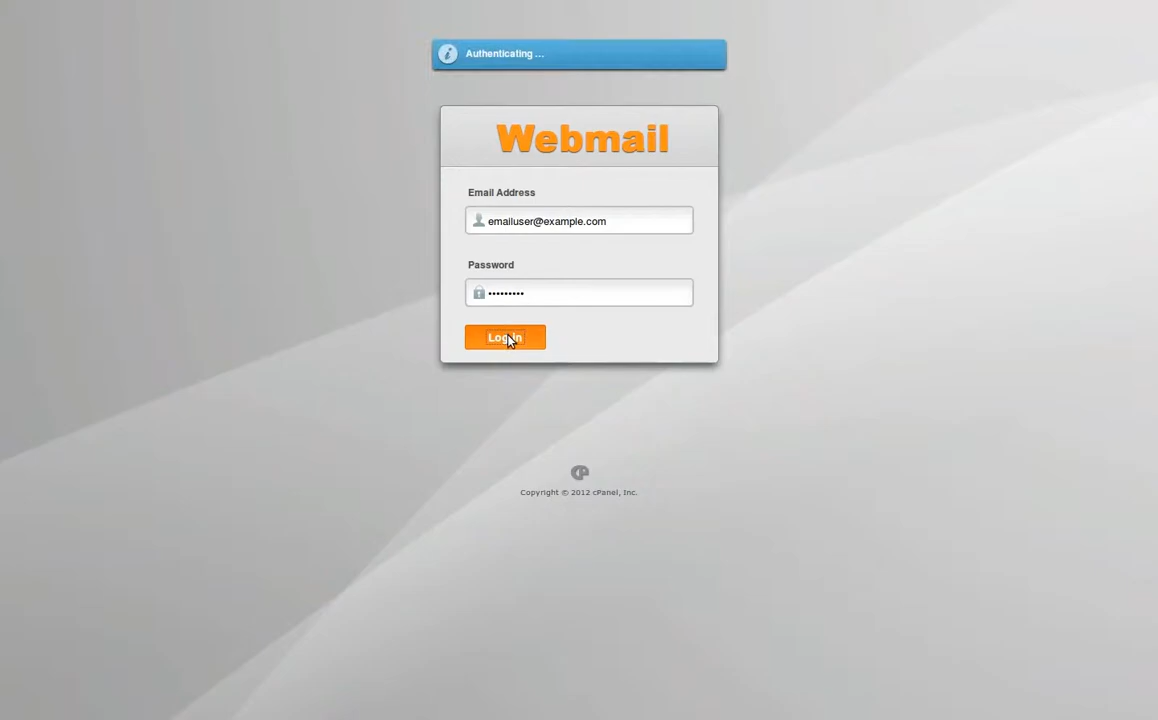 Authenticating ...
Webmail
Email Address
emailuser@example.com
Password
•••••••••
Log in
Copyright © 2012 cPanel, Inc.